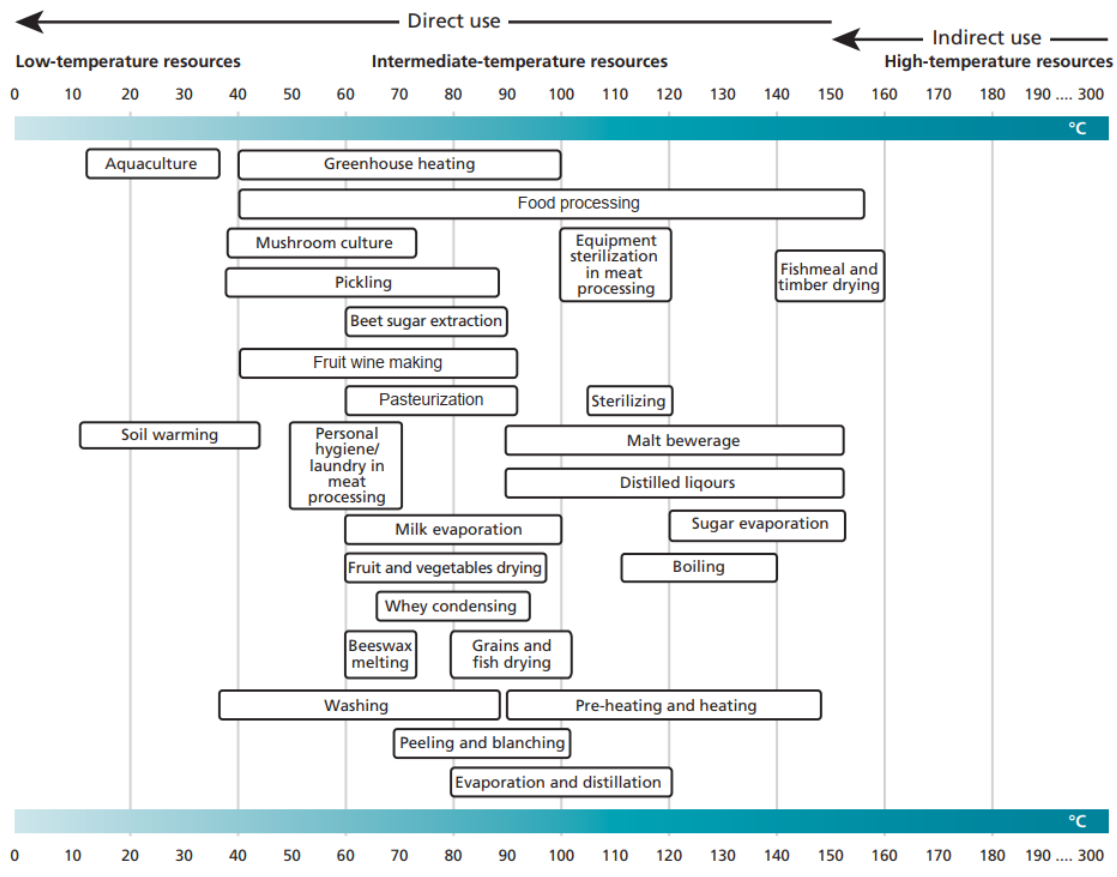 Direct use
Indirect use
Low-temperature resources Intermediate-temperature resources High-temperature resources
0 10 20 30 40 50 60 70 80 90 100 110 120 130 140 150 160 170 180 190 .... 300
°C
Aquaculture
Greenhouse heating
Food processing
Mushroom culture
Equipment
sterilization
in meat
processing
Fishmeal and
timber drying
Pickling
Beet sugar extraction
Fruit wine making
Pasteurization
Sterilizing
Soil warming
Personal
hygiene/
laundry in
meat
processing
Malt bewerage
Distilled liqours
Milk evaporation
Sugar evaporation
Fruit and vegetables drying
Boiling
Whey condensing
Beeswax
melting
Grains and
fish drying
Washing
Pre-heating and heating
Peeling and blanching
Evaporation and distillation
°C
0 10 20 30 40 50 60 70 80 90 100 110 120 130 140 150 160 170 180 190 .... 300